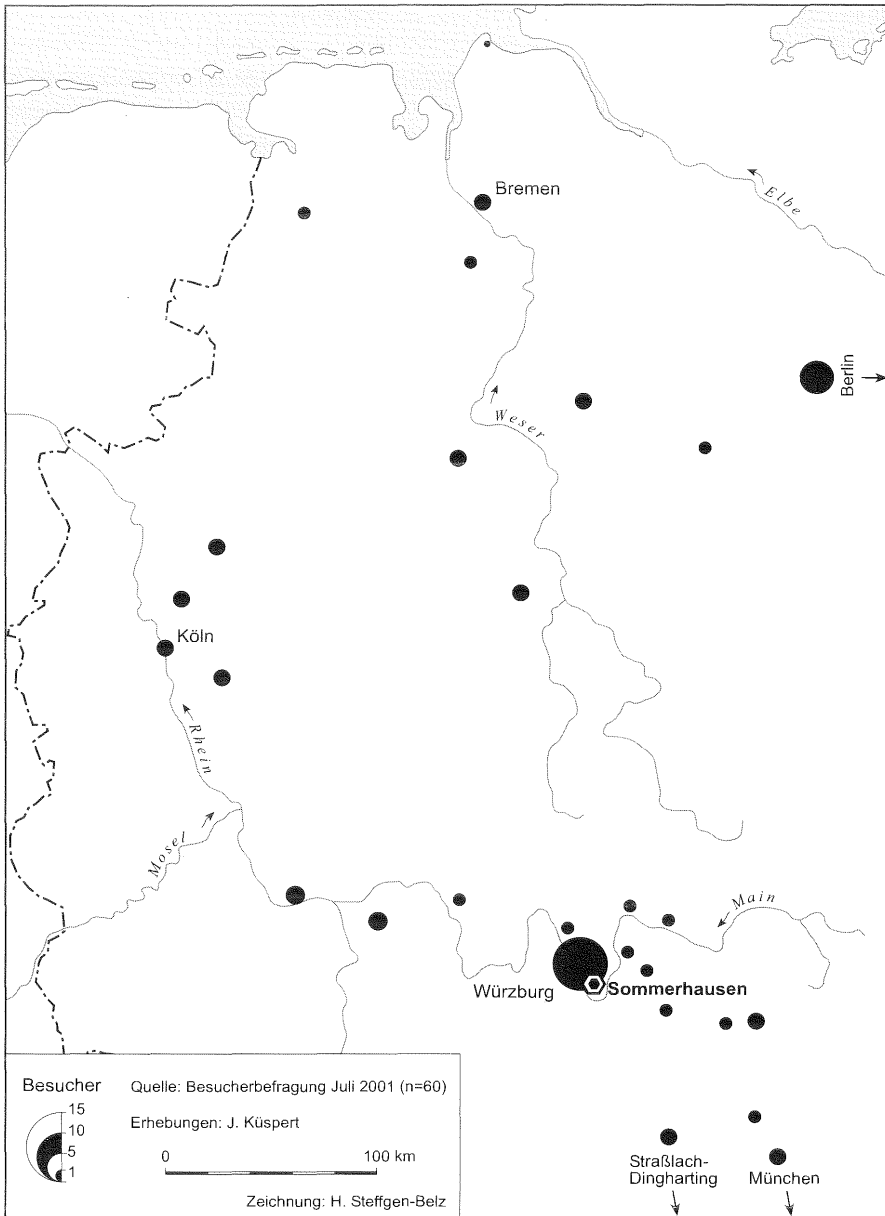 Bremen
Elbe
Berlin
Weser
Köln
Rhein
Mosel
Main
Würzburg
Sommerhausen
Besucher
15
10
5
1
Quelle: Besucherbefragung Juli 2001 (n=60)
Erhebungen: J. Küspert
0 100 km
Zeichnung: H. Steffgen-Belz
Straßlach-
Dingharting
München